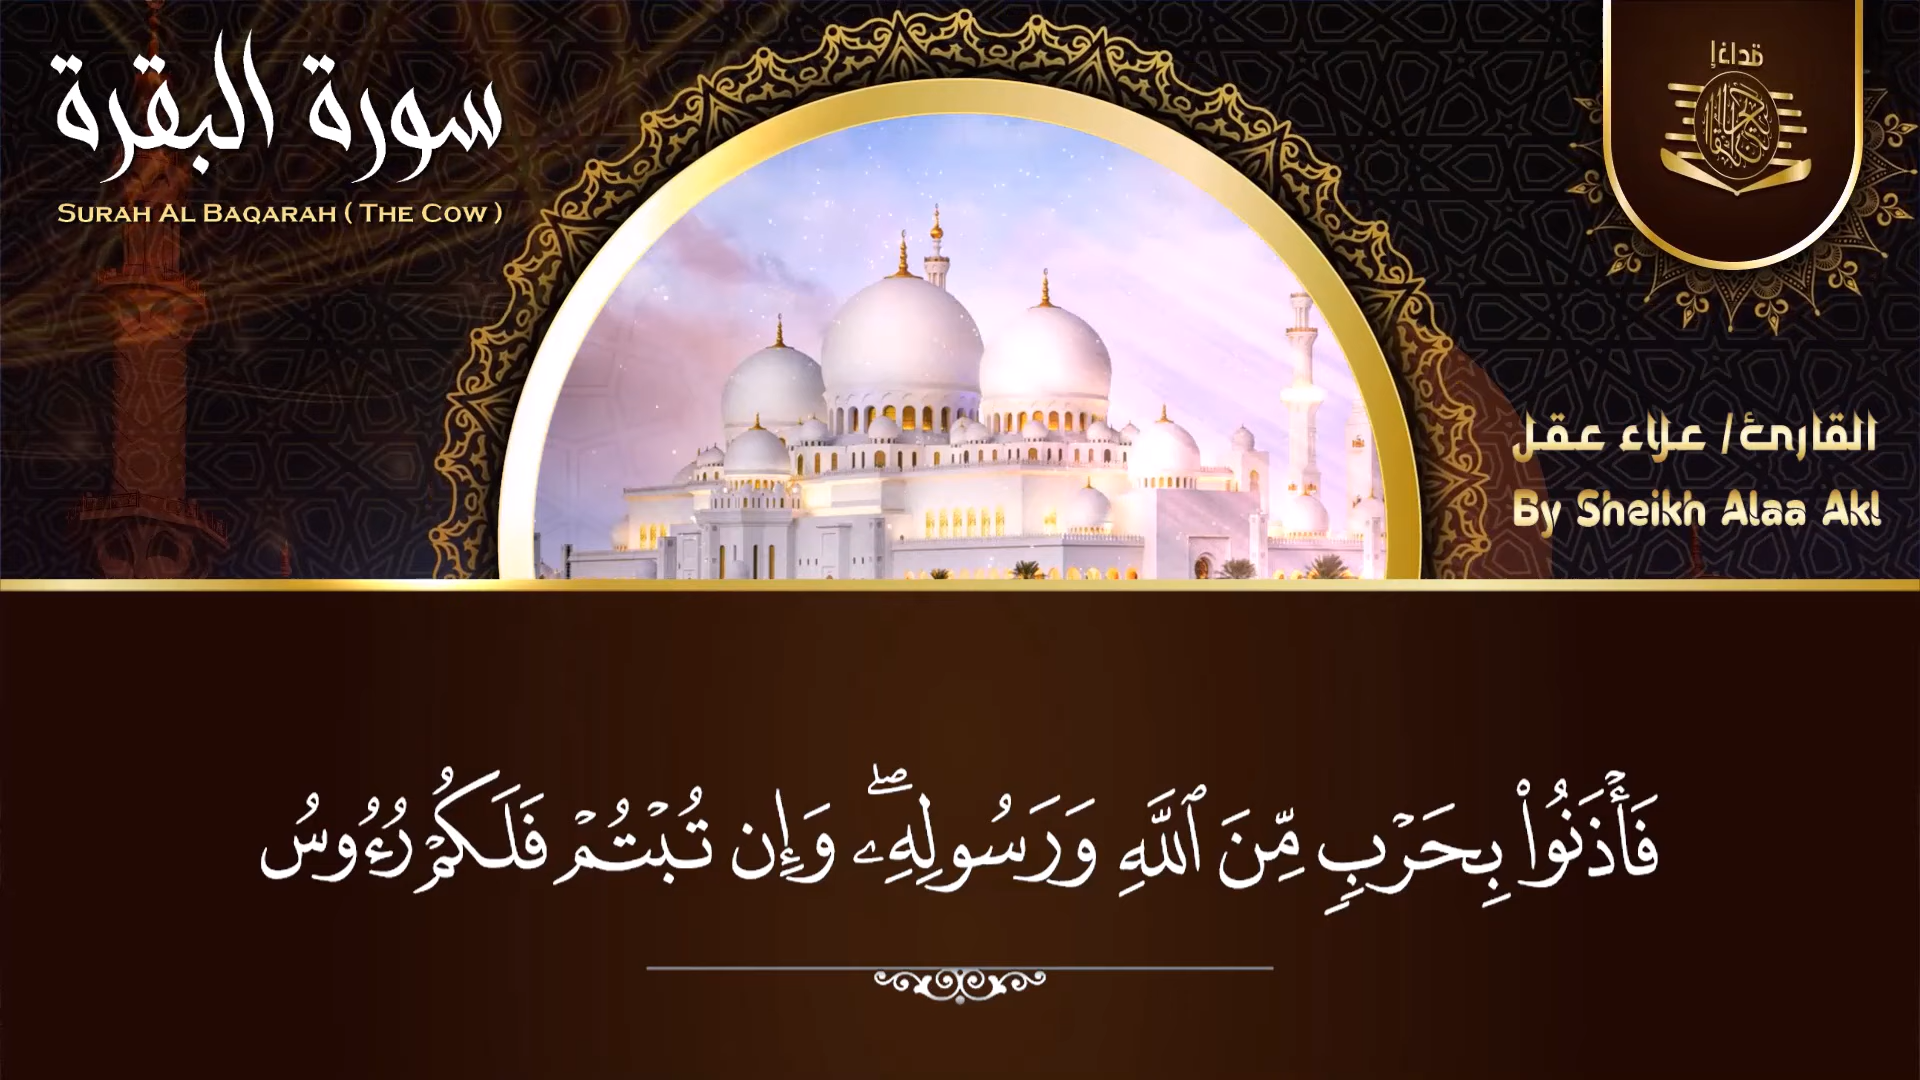 سورة البقرة
SURAH AL BAQARAH ( THE COW )
القارئ/ علاء عقل
By Sheikh Alaa Akl
فَأۡذَنُواْ بِحَرۡبٖ مِّنَ ٱللَّهِ وَرَسُولِهِۦۖ وَإِن تُبۡتُمۡ فَلَكُمۡ رُءُوسُ